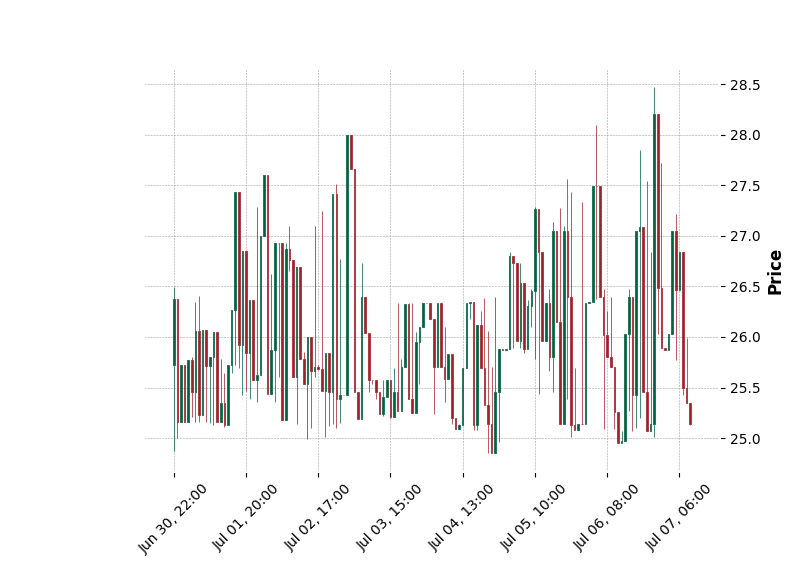 28.5
28.0
27.5
27.0
26.5
26.0
25.5
25.0
Price
Jun 30, 22:00
Jul 01, 20:00
Jul 02, 17:00
Jul 03, 15:00
Jul 04, 13:00
Jul 05, 10:00
Jul 06, 08:00
Jul 07, 06:00